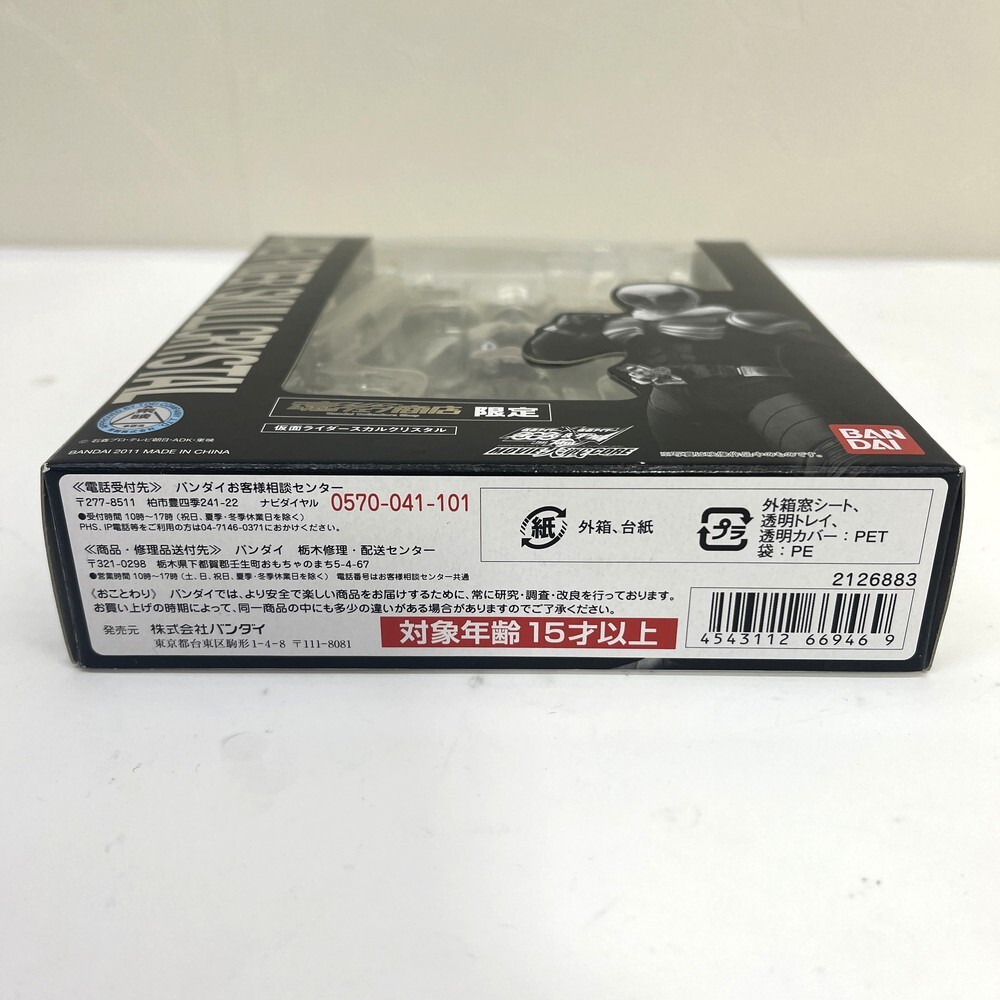 SKULL CRYSTAL
魂ネイション商店 限定
仮面ライダースカルクリスタル
© 石森プロ・テレビ朝日・ADK・東映
BANDAI 2011 MADE IN CHINA
MOVIE大戦CORE
BAN
DAI
≪電話受付先≫ バンダイお客様相談センター
〒277-8511 柏市豊四季241-22 ナビダイヤル 0570-041-101
●受付時間 10時〜17時 (祝日、夏季・冬季休業日を除く)
PHS、IP電話等をご利用の方は04-7146-0371におかけください。
≪商品・修理品送付先≫ バンダイ 栃木修理・配送センター
〒321-0298 栃木県下都賀郡壬生町おもちゃのまち5-4-67
●営業時間 10時〜17時 (土、日、祝日、夏季・冬季休業日を除く) 電話番号はお客様相談センター共通
《おことわり》 バンダイでは、より安全で楽しい商品をお届けするために、常に研究・調査・改良を行っております。
お買い上げの時期によって、同一商品の中にも多少の違いがある場合がありますのでご了承ください。
発売元 株式会社バンダイ
東京都台東区駒形1-4-8 〒111-8081
対象年齢 15才以上
紙
外箱、台紙
プラ
外箱窓シート、
透明トレイ、
透明カバー：PET
袋：PE
2126883
4543112 66946 9